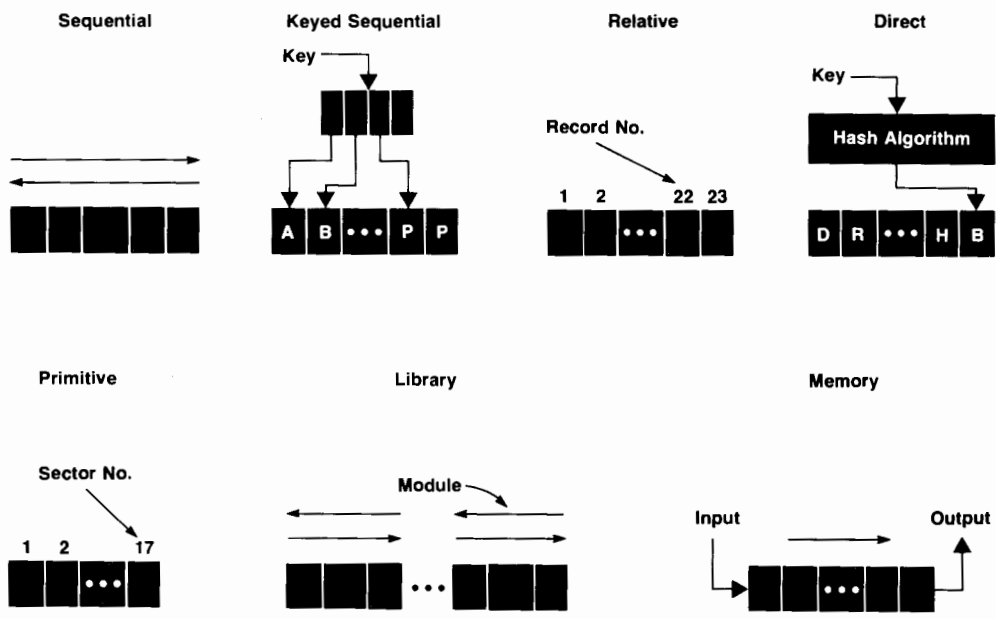 Sequential
Keyed Sequential
Relative
Direct
Key
Key
Record No.
Hash Algorithm
1 2 22 23
A B ••• P P
•••
D R ••• H B
Primitive
Library
Memory
Sector No.
Module
Input
Output
1 2 17
•••
•••
•••